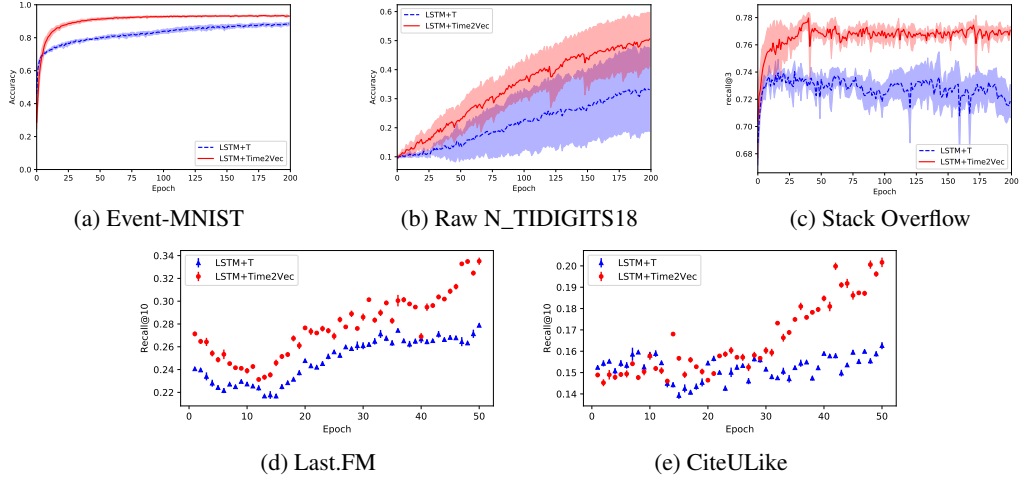 1.0
0.8
0.6
0.4
0.2
0.0
Accuracy
0 25 50 75 100 125 150 175 200
Epoch
LSTM+T
LSTM+Time2Vec
(a) Event-MNIST
0.6
0.5
0.4
0.3
0.2
0.1
Accuracy
0 25 50 75 100 125 150 175 200
Epoch
LSTM+T
LSTM+Time2Vec
(b) Raw N_TIDIGITS18
0.78
0.76
0.74
0.72
0.70
0.68
recall@3
0 25 50 75 100 125 150 175 200
Epoch
LSTM+T
LSTM+Time2Vec
(c) Stack Overflow
0.34
0.32
0.30
0.28
0.26
0.24
0.22
Recall@10
0 10 20 30 40 50
Epoch
LSTM+T
LSTM+Time2Vec
(d) Last.FM
0.20
0.19
0.18
0.17
0.16
0.15
0.14
Recall@10
0 10 20 30 40 50
Epoch
LSTM+T
LSTM+Time2Vec
(e) CiteULike